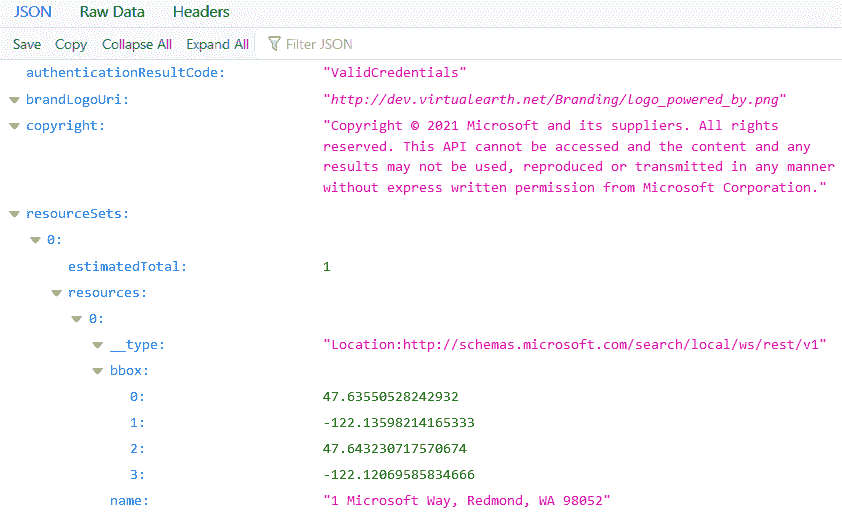 JSON Raw Data Headers
Save Copy Collapse All Expand All Filter JSON
authenticationResultCode: "ValidCredentials"
brandLogoUri: "http://dev.virtualearth.net/Branding/logo_powered_by.png"
copyright: "Copyright © 2021 Microsoft and its suppliers. All rights
reserved. This API cannot be accessed and the content and any
results may not be used, reproduced or transmitted in any manner
without express written permission from Microsoft Corporation."
resourceSets:
0:
estimatedTotal: 1
resources:
0:
__type: "Location:http://schemas.microsoft.com/search/local/ws/rest/v1"
bbox:
0: 47.63550528242932
1: -122.13598214165333
2: 47.643230717570674
3: -122.12069585834666
name: "1 Microsoft Way, Redmond, WA 98052"